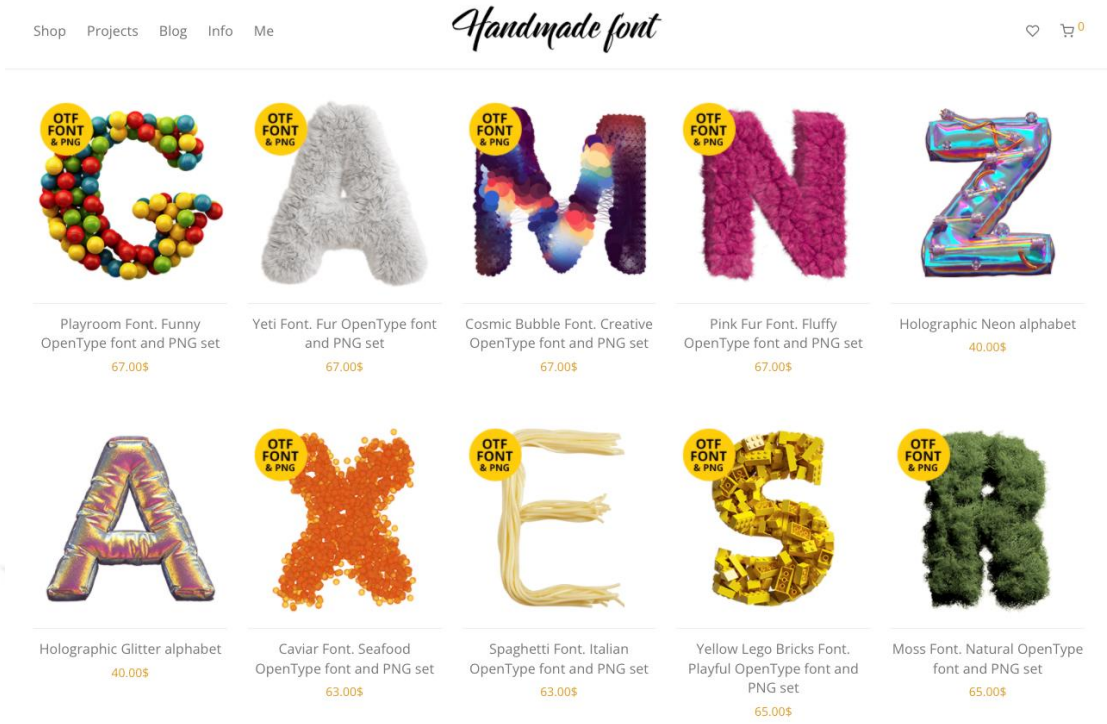 Shop Projects Blog Info Me
Handmade font
0
OTF
FONT
& PNG
G
OTF
FONT
& PNG
A
OTF
FONT
& PNG
M
OTF
FONT
& PNG
N
Z
Playroom Font. Funny
OpenType font and PNG set
67.00$
Yeti Font. Fur OpenType font
and PNG set
67.00$
Cosmic Bubble Font. Creative
OpenType font and PNG set
67.00$
Pink Fur Font. Fluffy
OpenType font and PNG set
67.00$
Holographic Neon alphabet
40.00$
A
OTF
FONT
& PNG
X
OTF
FONT
& PNG
E
OTF
FONT
& PNG
S
OTF
FONT
& PNG
R
Holographic Glitter alphabet
40.00$
Caviar Font. Seafood
OpenType font and PNG set
63.00$
Spaghetti Font. Italian
OpenType font and PNG set
63.00$
Yellow Lego Bricks Font.
Playful OpenType font and
PNG set
65.00$
Moss Font. Natural OpenType
font and PNG set
65.00$